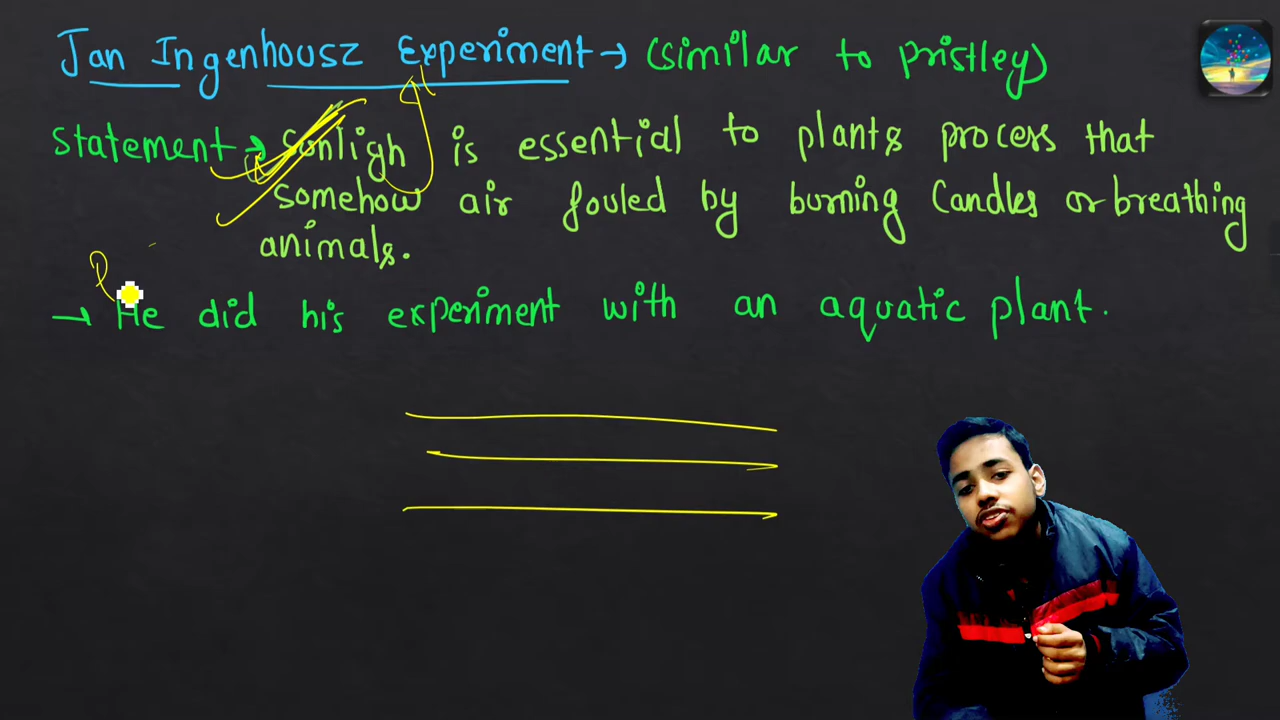 Jan Ingenhousz Experiment → (similar to pristley)
statement → sunligh is essential to plants process that
somehow air fouled by burning Candles or breathing
animals.
→ He did his experiment with an aquatic plant.